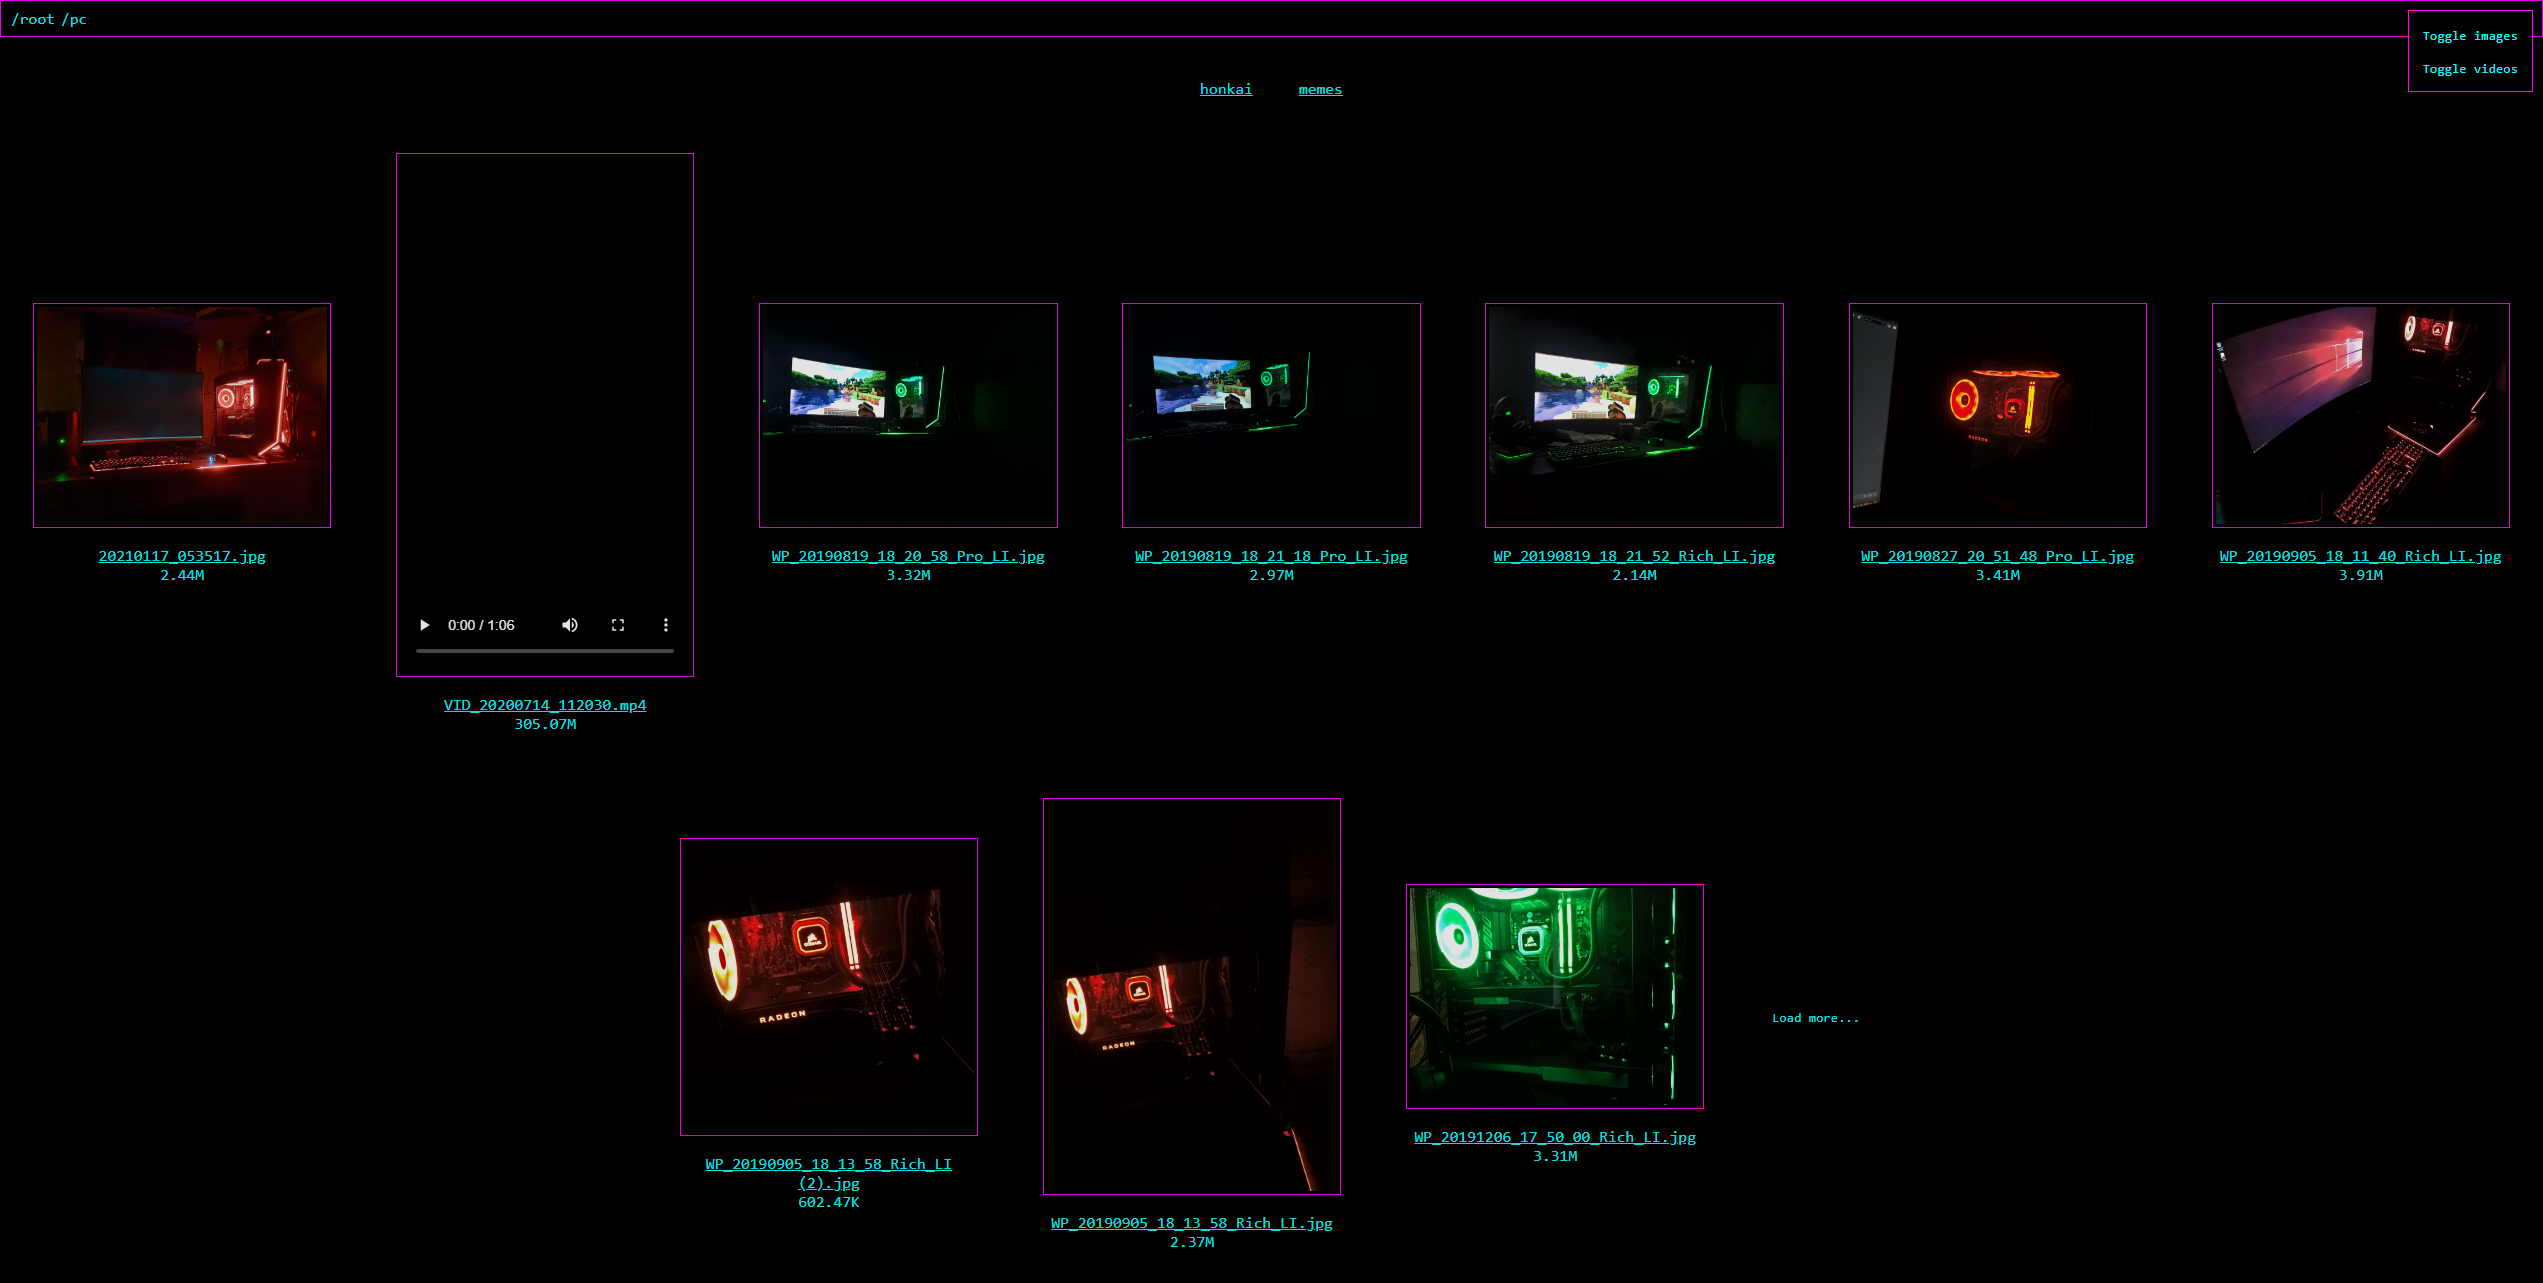 /root /pc
Toggle images
Toggle videos
honkai memes
20210117_053517.jpg
2.44M
0:00 / 1:06
VID_20200714_112030.mp4
305.07M
WP_20190819_18_20_58_Pro_LI.jpg
3.32M
WP_20190819_18_21_18_Pro_LI.jpg
2.97M
WP_20190819_18_21_52_Rich_LI.jpg
2.14M
RADEON
WP_20190827_20_51_48_Pro_LI.jpg
3.41M
WP_20190905_18_11_40_Rich_LI.jpg
3.91M
RADEON
WP_20190905_18_13_58_Rich_LI
(2).jpg
602.47K
RADEON
WP_20190905_18_13_58_Rich_LI.jpg
2.37M
WP_20191206_17_50_00_Rich_LI.jpg
3.31M
Load more...